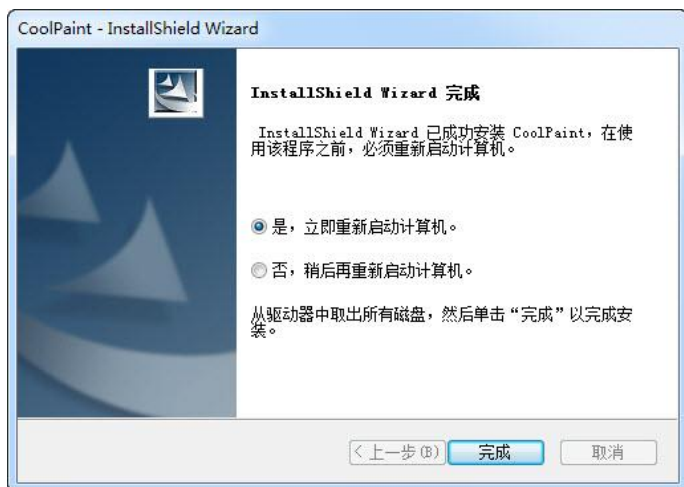 CoolPaint - InstallShield Wizard
InstallShield Wizard 完成
InstallShield Wizard 已成功安装 CoolPaint，在使
用该程序之前，必须重新启动计算机。
是，立即重新启动计算机。
否，稍后再重新启动计算机。
从驱动器中取出所有磁盘，然后单击“完成”以完成安
装。
< 上一步(B) 完成 取消